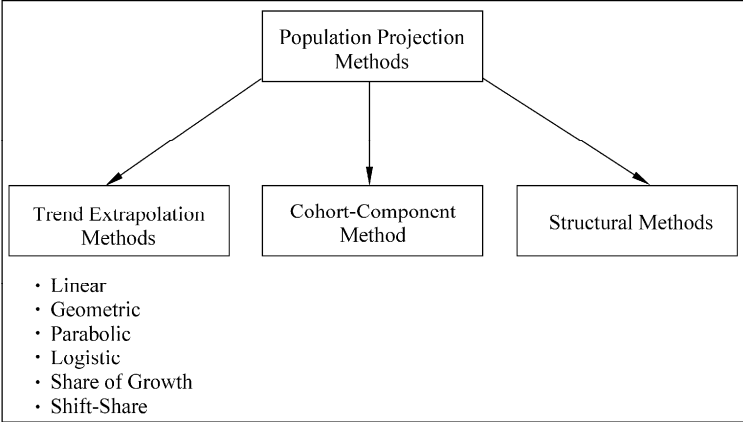 Population Projection
Methods
Trend Extrapolation
Methods
Cohort-Component
Method
Structural Methods
· Linear
· Geometric
· Parabolic
· Logistic
· Share of Growth
· Shift-Share